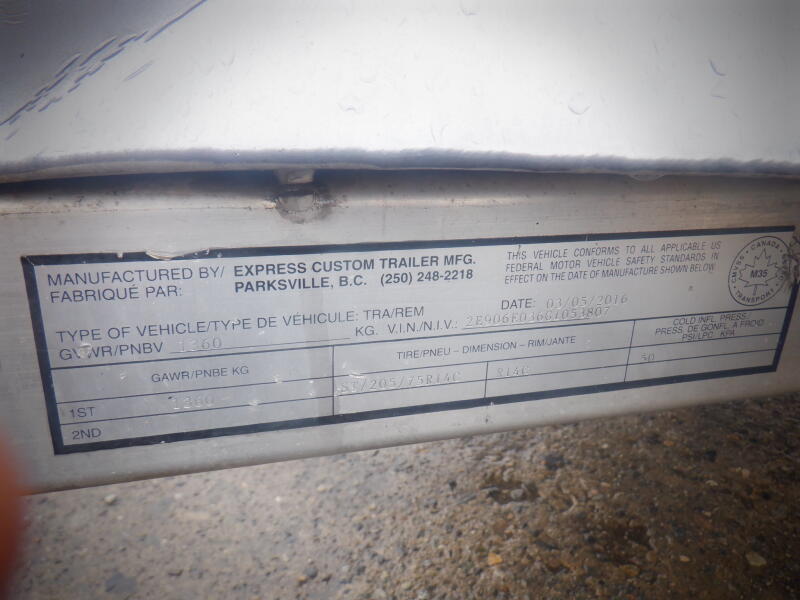 MANUFACTURED BY/ EXPRESS CUSTOM TRAILER MFG.
FABRIQUÉ PAR: PARKSVILLE, B.C. (250) 248-2218
THIS VEHICLE CONFORMS TO ALL APPLICABLE US
FEDERAL MOTOR VEHICLE SAFETY STANDARDS IN
EFFECT ON THE DATE OF MANUFACTURE SHOWN BELOW.
CMVSS CANADA
M35
TRANSPORT
TYPE OF VEHICLE/TYPE DE VÉHICULE: TRA/REM DATE: 03/05/2016
GVWR/PNBV 1360 KG. V.I.N./N.I.V.: 2E906F036G1053807
GAWR/PNBE KG TIRE/PNEU – DIMENSION – RIM/JANTE
COLD INFL. PRESS./
PRESS. DE GONFL. À FROID
PSI/LPC KPA
1ST 1360 ST/205/75R14C R14C 50
2ND